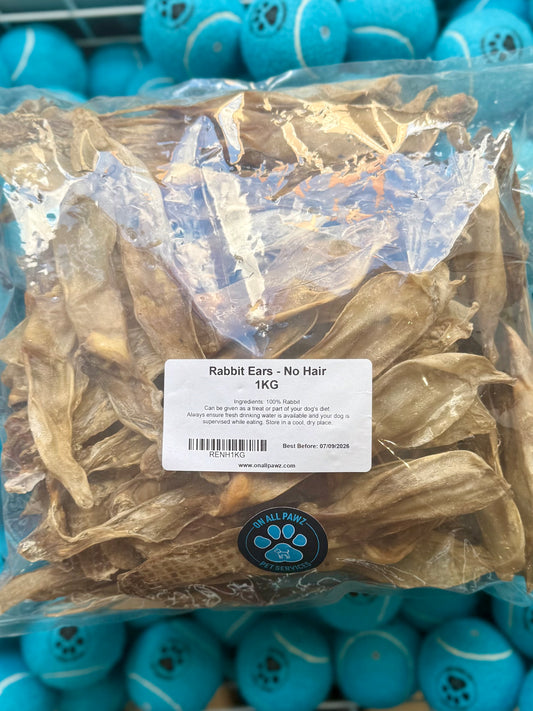 Rabbit Ears - No Hair
1KG
Ingredients: 100% Rabbit
Can be given as a treat or part of your dog's diet
Always ensure fresh drinking water is available and your dog is
supervised while eating. Store in a cool, dry place.
Best Before: 07/09/2026
RENH1KG
www.onallpawz.com
ON ALL PAWZ
PET SERVICES